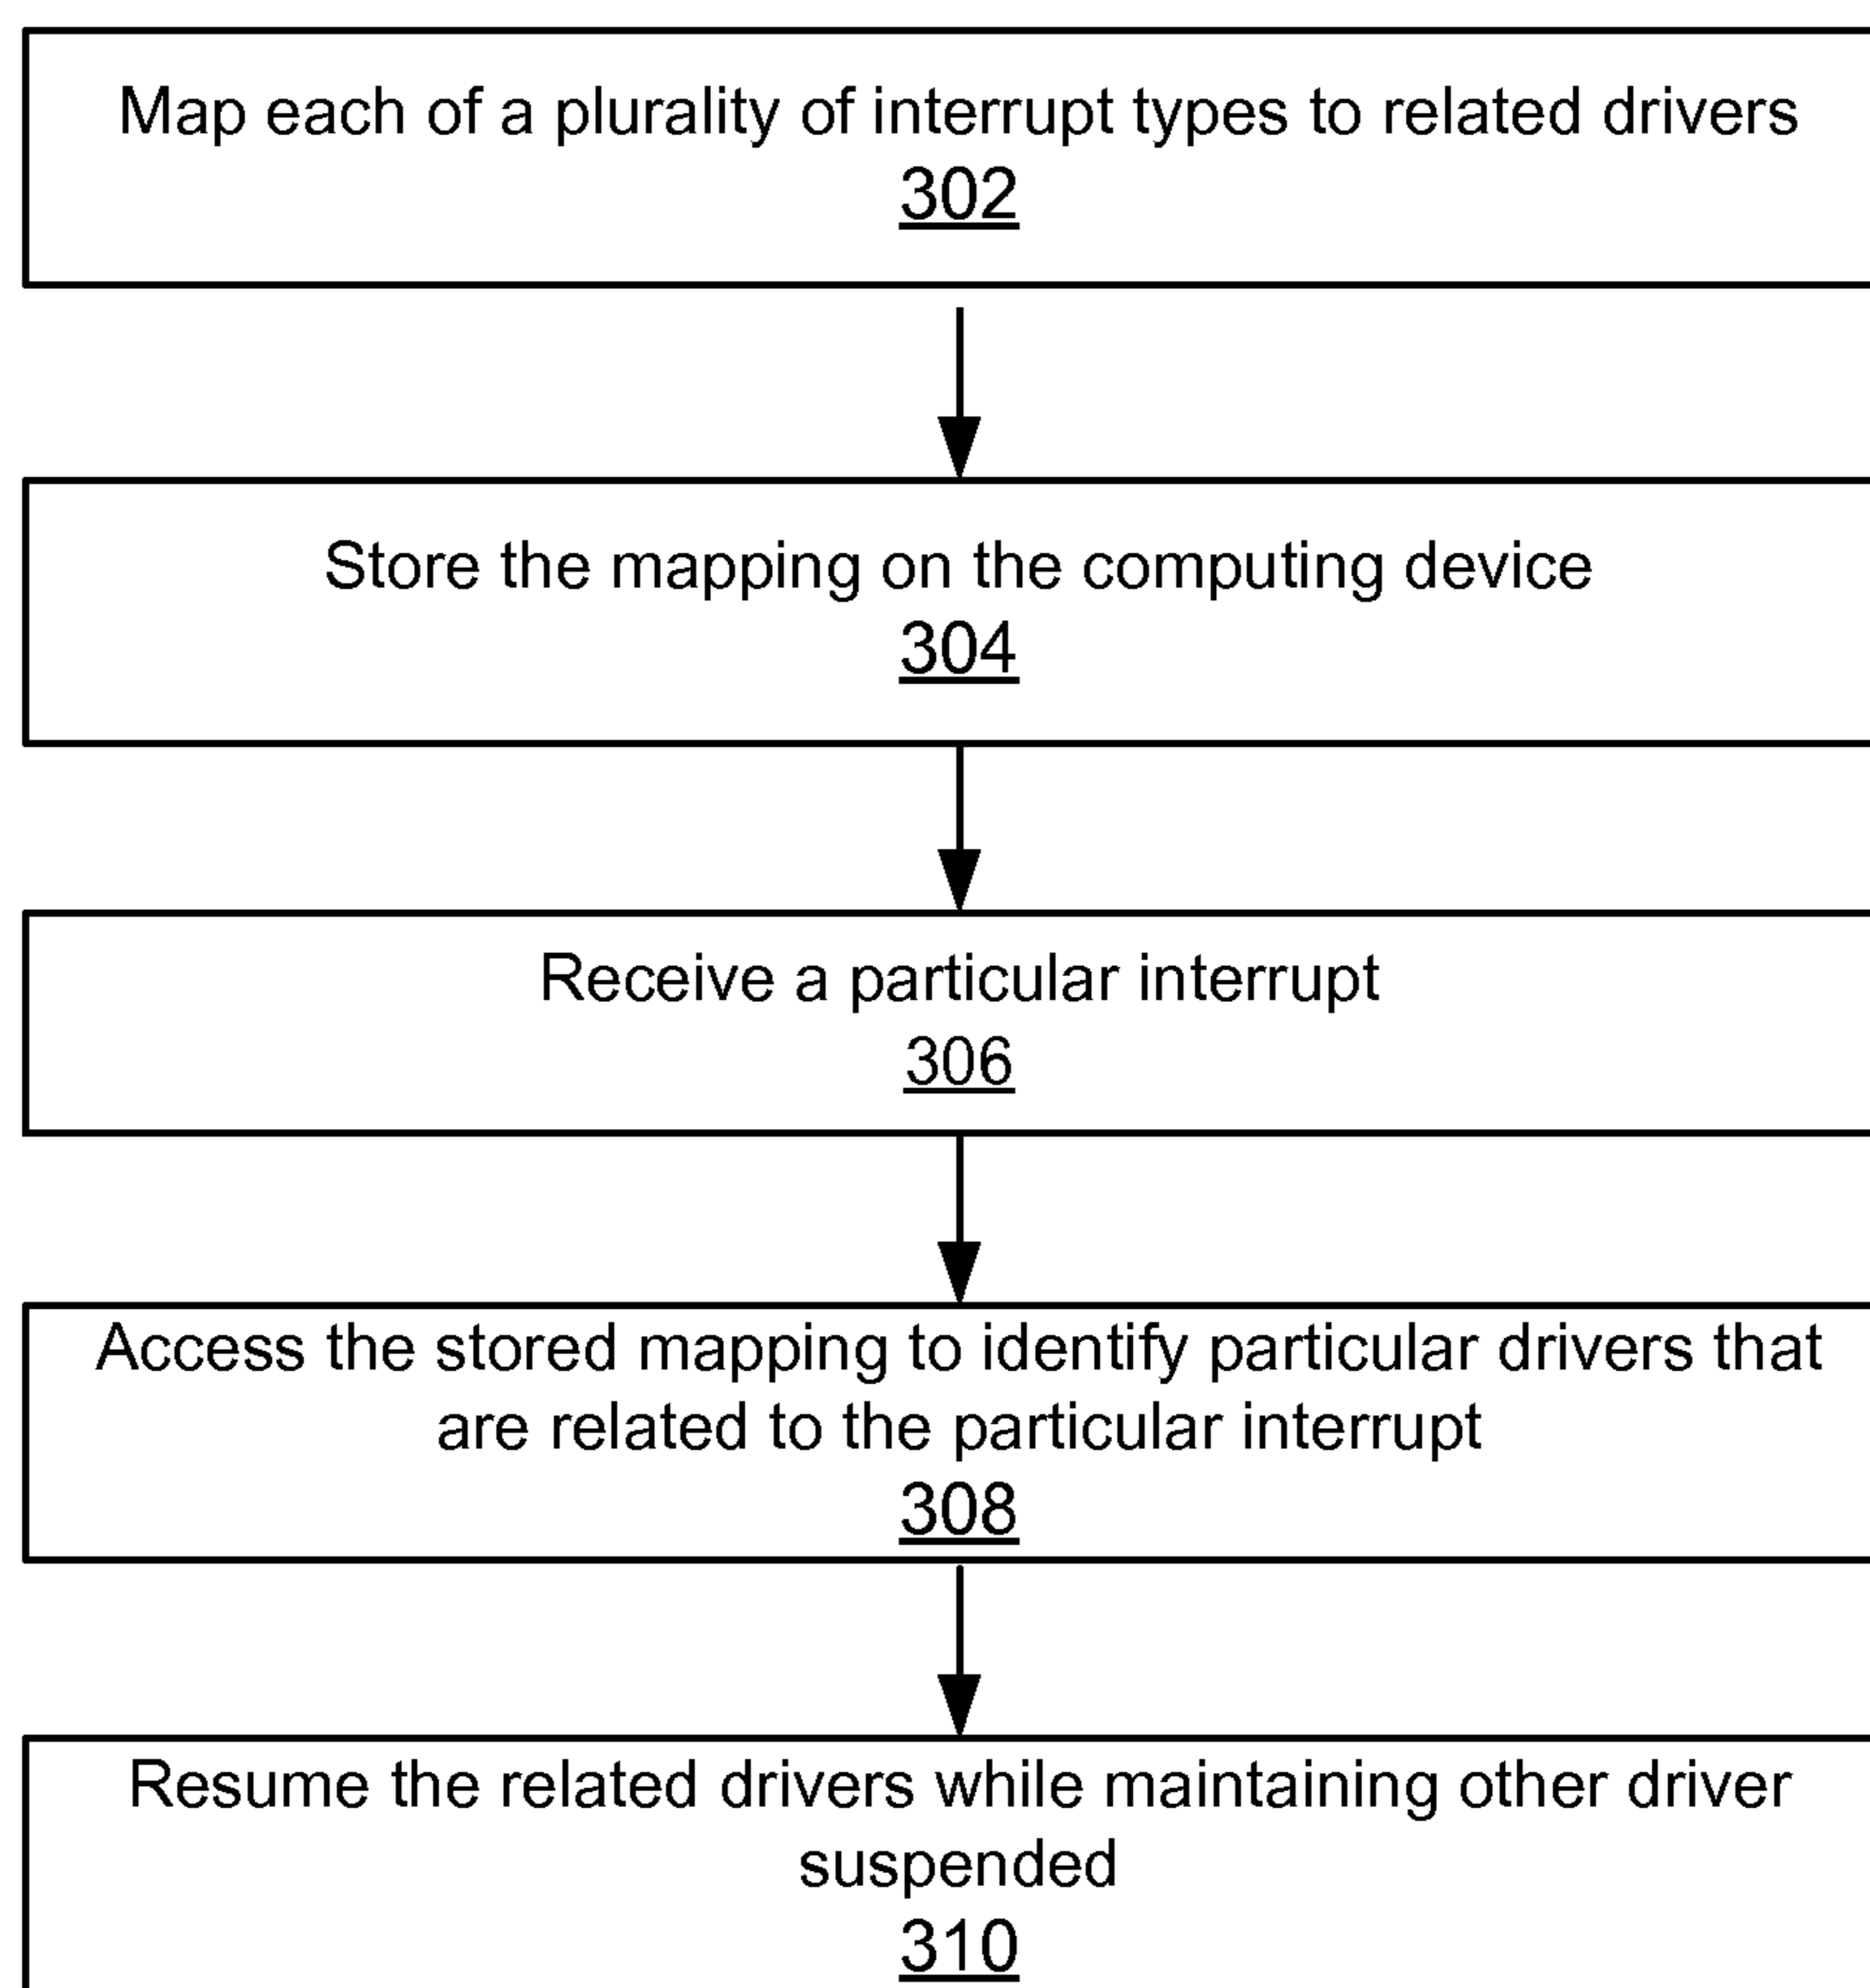 Map each of a plurality of interrupt types to related drivers
302
Store the mapping on the computing device
304
Receive a particular interrupt
306
Access the stored mapping to identify particular drivers that
are related to the particular interrupt
308
Resume the related drivers while maintaining other driver
suspended
310